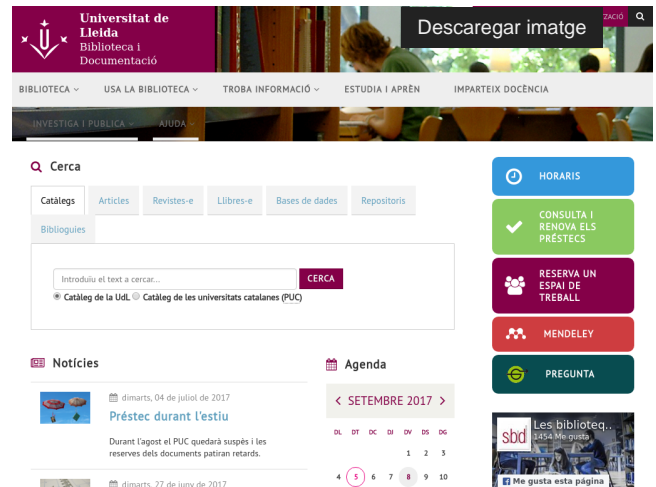 Universitat de
Lleida
Biblioteca i
Documentació
Descaregar imatge
ZACIÓ
BIBLIOTECA
USA LA BIBLIOTECA
TROBA INFORMACIÓ
ESTUDIA I APRÈN
IMPARTEIX DOCÈNCIA
INVESTIGA I PUBLICA
AJUDA
Cerca
Catàlegs
Articles
Revistes-e
Llibres-e
Bases de dades
Repositoris
Biblioguies
Introduïu el text a cercar...
CERCA
Catàleg de la UdL
Catàleg de les universitats catalanes (PUC)
HORARIS
CONSULTA I
RENOVA ELS
PRÉSTECS
RESERVA UN
ESPAI DE
TREBALL
MENDELEY
PREGUNTA
Notícies
dimarts, 04 de juliol de 2017
Préstec durant l'estiu
Durant l'agost el PUC quedarà suspès i les
reserves dels documents patiran retards.
dimarts, 27 de juny de 2017
Agenda
SETEMBRE 2017
DL DT DC DJ DV DS DG
1 2 3
4 5 6 7 8 9 10
sbd
Les biblioteq..
1454 Me gusta
Me gusta esta página